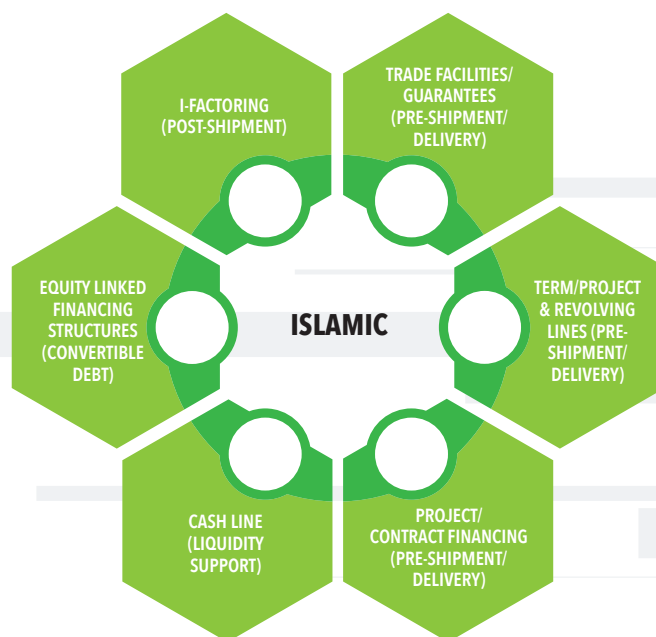 I-FACTORING
(POST-SHIPMENT)
TRADE FACILITIES/
GUARANTEES
(PRE-SHIPMENT/
DELIVERY)
EQUITY LINKED
FINANCING
STRUCTURES
(CONVERTIBLE
DEBT)
ISLAMIC
TERM/PROJECT
& REVOLVING
LINES (PRE-
SHIPMENT/
DELIVERY)
CASH LINE
(LIQUIDITY
SUPPORT)
PROJECT/
CONTRACT FINANCING
(PRE-SHIPMENT/
DELIVERY)